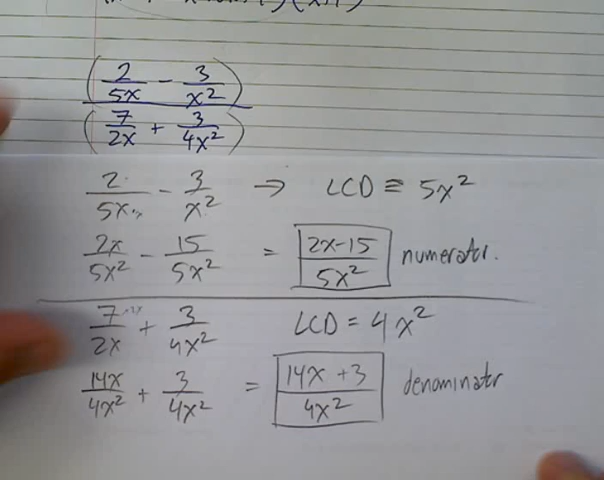 (2/5x - 3/x²)
(7/2x + 3/4x²)
2/5x - 3/x² → LCD = 5x²
2x/5x² - 15/5x² = 2x-15/5x² numerator.
7/2x + 3/4x² LCD = 4x²
14x/4x² + 3/4x² = 14x+3/4x² denominatr